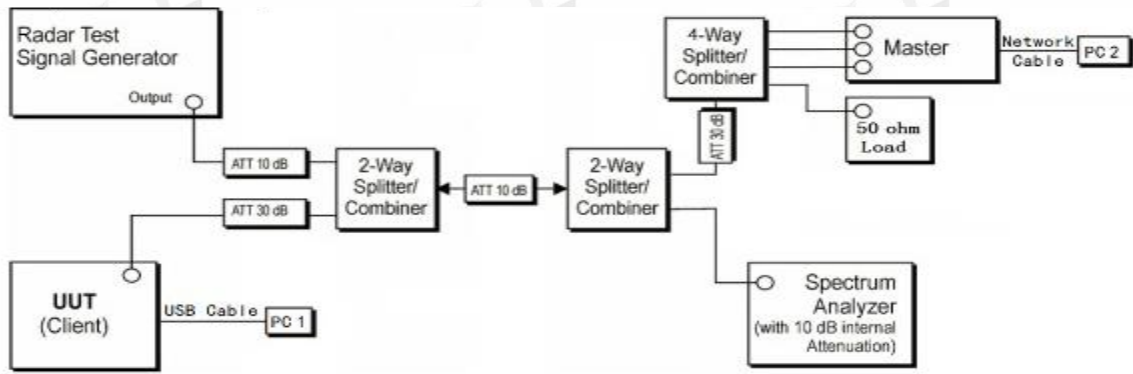 Radar Test
Signal Generator
Output
ATT 10 dB
ATT 30 dB
2-Way
Splitter/
Combiner
ATT 10 dB
2-Way
Splitter/
Combiner
ATT 30 dB
4-Way
Splitter/
Combiner
Master
Network
Cable
PC 2
50 ohm
Load
UUT
(Client)
USB Cable
PC 1
Spectrum
Analyzer
(with 10 dB internal
Attenuation)